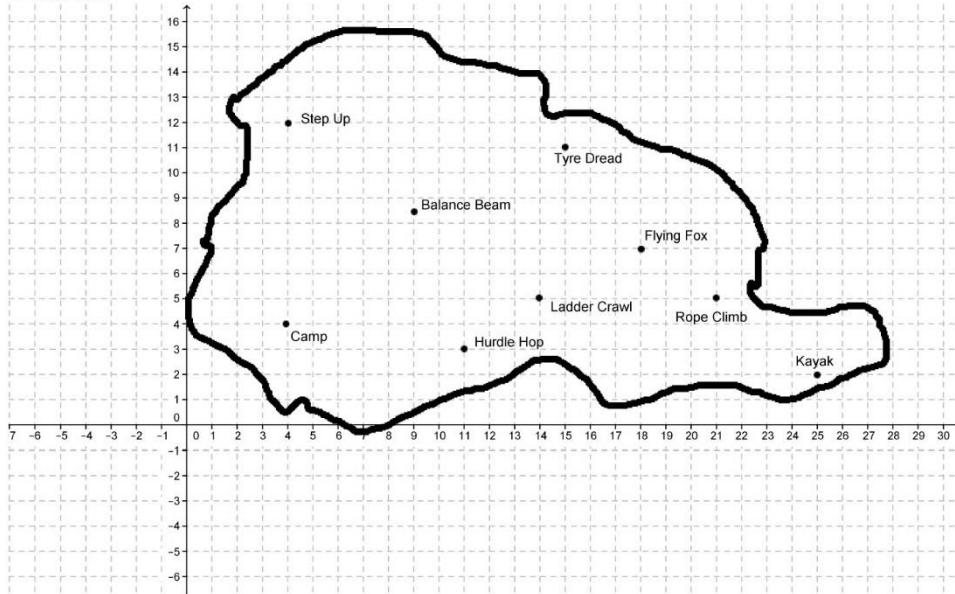 16
15
14
13
12
Step Up
11
Tyre Dread
10
9
Balance Beam
8
Flying Fox
7
6
5
Ladder Crawl
Rope Climb
4
Camp
3
Hurdle Hop
Kayak
2
1
0
7 -6 -5 -4 -3 -2 -1 0 1 2 3 4 5 6 7 8 9 10 11 12 13 14 15 16 17 18 19 20 21 22 23 24 25 26 27 28 29 30
-1
-2
-3
-4
-5
-6